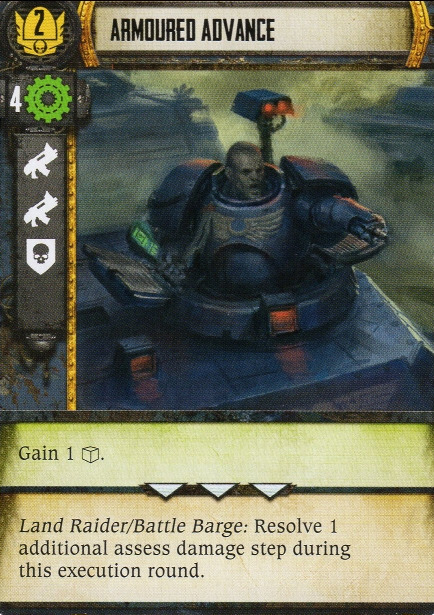 2
ARMOURED ADVANCE
4
Gain 1 .
Land Raider/Battle Barge: Resolve 1
additional assess damage step during
this execution round.